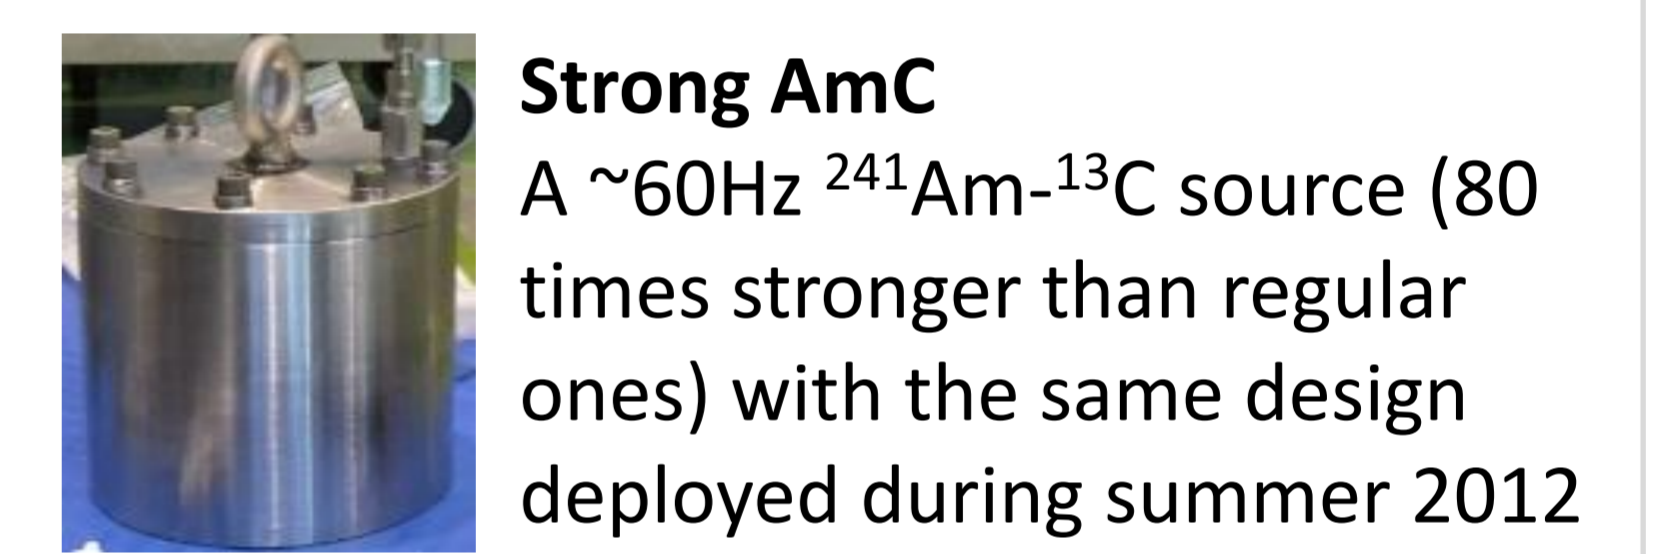 Strong AmC
A ~60Hz ²⁴¹Am-¹³C source (80
times stronger than regular
ones) with the same design
deployed during summer 2012